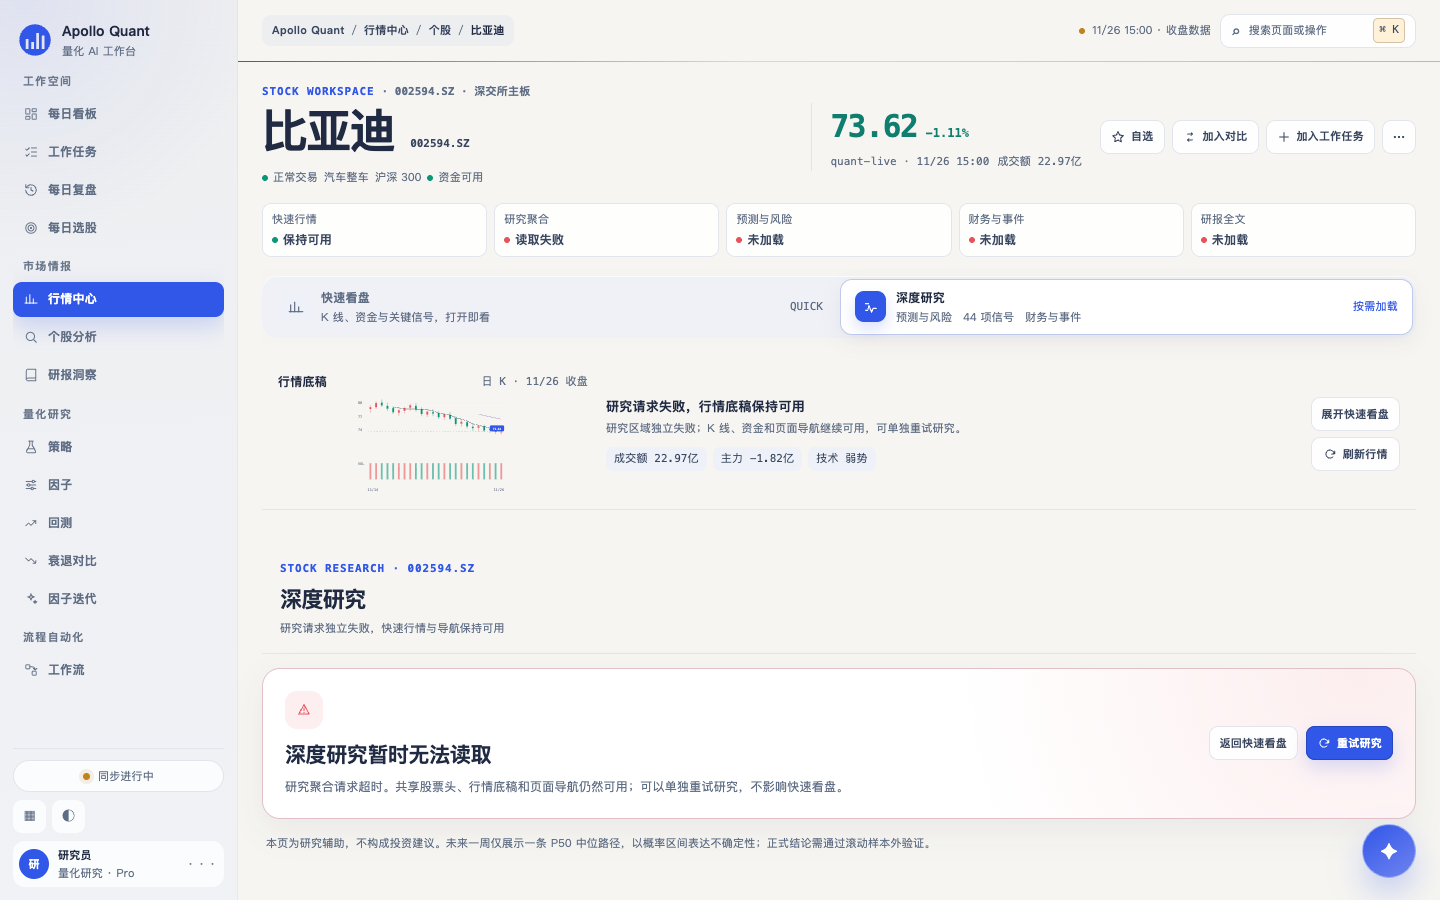 Apollo Quant
量化 AI 工作台
工作空间
每日看板
工作任务
每日复盘
每日选股
市场情报
行情中心
个股分析
研报洞察
量化研究
策略
因子
回测
衰退对比
因子迭代
流程自动化
工作流
同步进行中
研
研究员
量化研究 · Pro
Apollo Quant / 行情中心 / 个股 / 比亚迪
11/26 15:00 · 收盘数据
搜索页面或操作
⌘ K
STOCK WORKSPACE · 002594.SZ · 深交所主板
比亚迪 002594.SZ
正常交易 汽车整车 沪深 300 资金可用
73.62 −1.11%
quant-live · 11/26 15:00 成交额 22.97亿
自选
加入对比
加入工作任务
快速行情
保持可用
研究聚合
读取失败
预测与风险
未加载
财务与事件
未加载
研报全文
未加载
快速看盘
K 线、资金与关键信号，打开即看
QUICK
深度研究
预测与风险 44 项信号 财务与事件
按需加载
行情底稿
日 K · 11/26 收盘
研究请求失败，行情底稿保持可用
研究区域独立失败；K 线、资金和页面导航继续可用，可单独重试研究。
成交额 22.97亿
主力 −1.82亿
技术 弱势
展开快速看盘
刷新行情
STOCK RESEARCH · 002594.SZ
深度研究
研究请求独立失败，快速行情与导航保持可用
深度研究暂时无法读取
研究聚合请求超时。共享股票头、行情底稿和页面导航仍然可用；可以单独重试研究，不影响快速看盘。
返回快速看盘
重试研究
本页为研究辅助，不构成投资建议。未来一周仅展示一条 P50 中位路径，以概率区间表达不确定性；正式结论需通过滚动样本外验证。